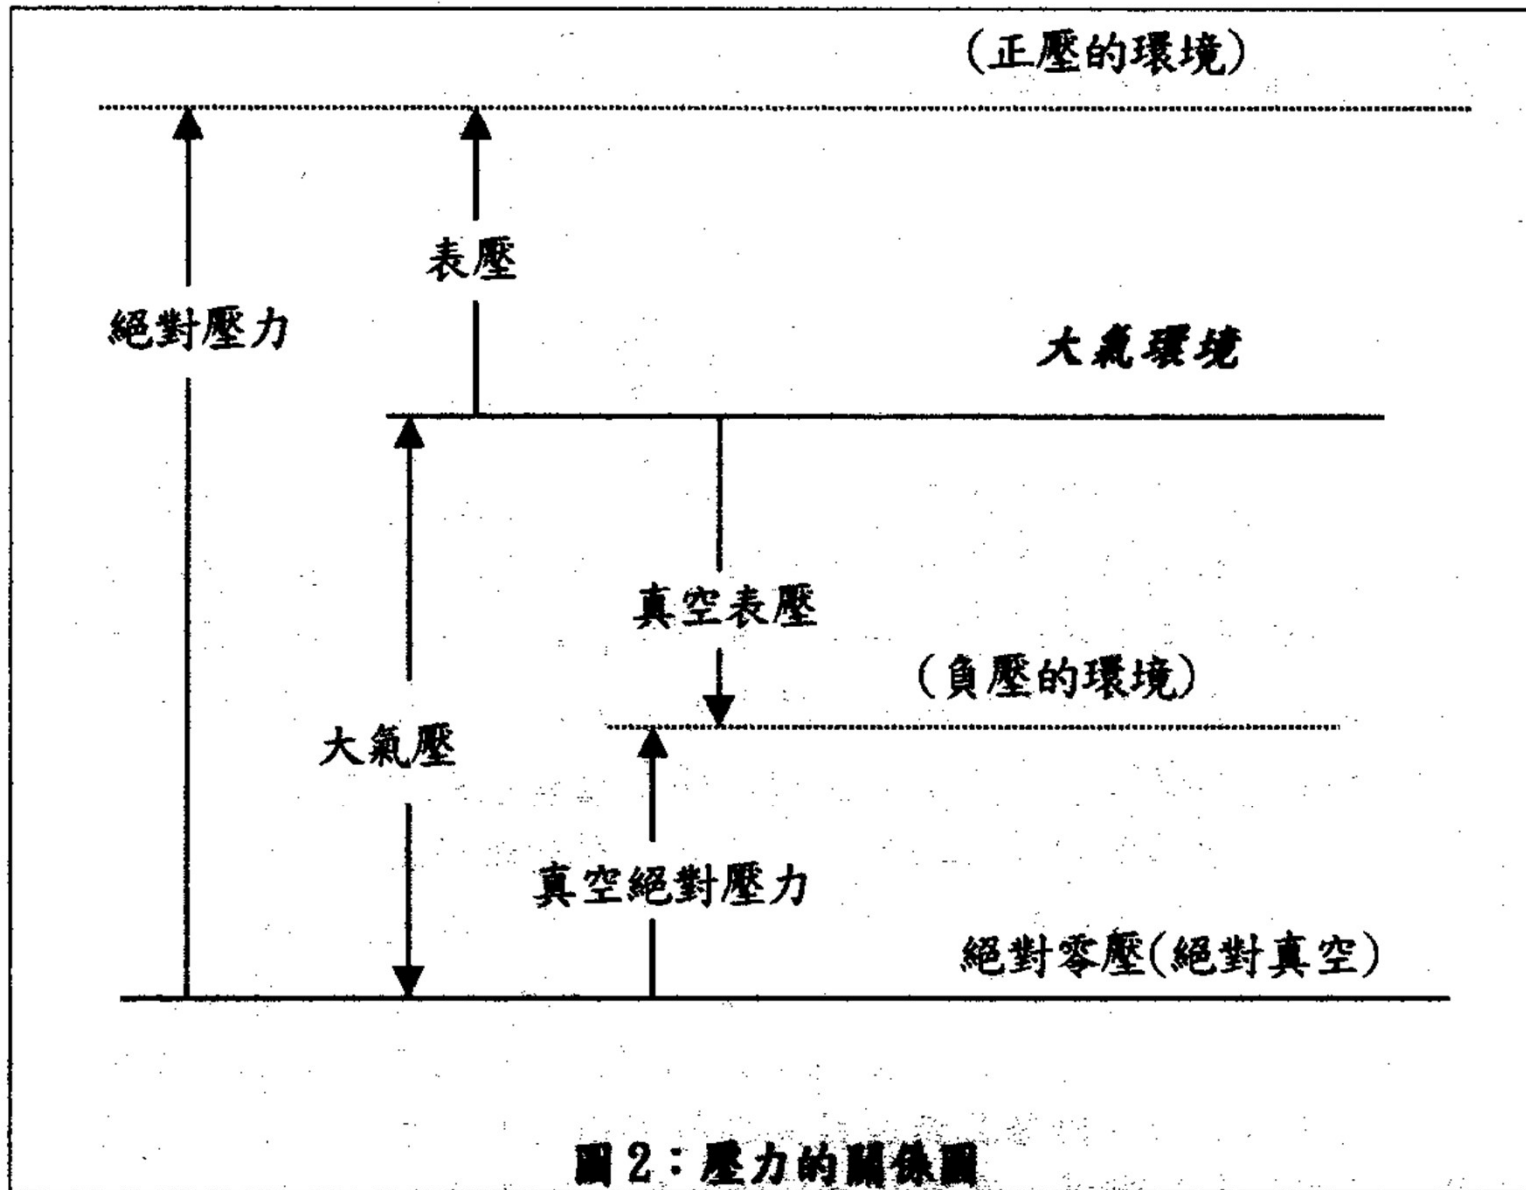 (正壓的環境)
表壓
絕對壓力
大氣環境
真空表壓
(負壓的環境)
大氣壓
真空絕對壓力
絕對零壓(絕對真空)
圖2：壓力的關係圖